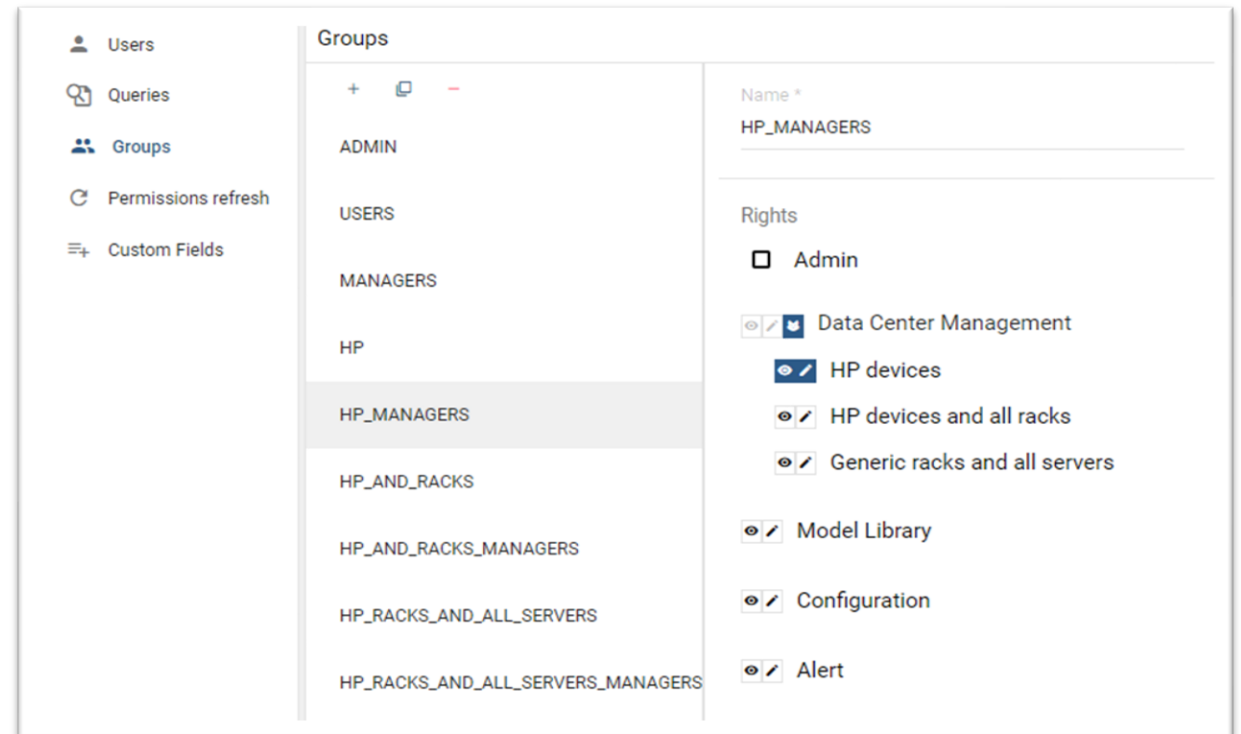 Users
Queries
Groups
Permissions refresh
Custom Fields
Groups
ADMIN
USERS
MANAGERS
HP
HP_MANAGERS
HP_AND_RACKS
HP_AND_RACKS_MANAGERS
HP_RACKS_AND_ALL_SERVERS
HP_RACKS_AND_ALL_SERVERS_MANAGERS
Name *
HP_MANAGERS
Rights
Admin
Data Center Management
HP devices
HP devices and all racks
Generic racks and all servers
Model Library
Configuration
Alert